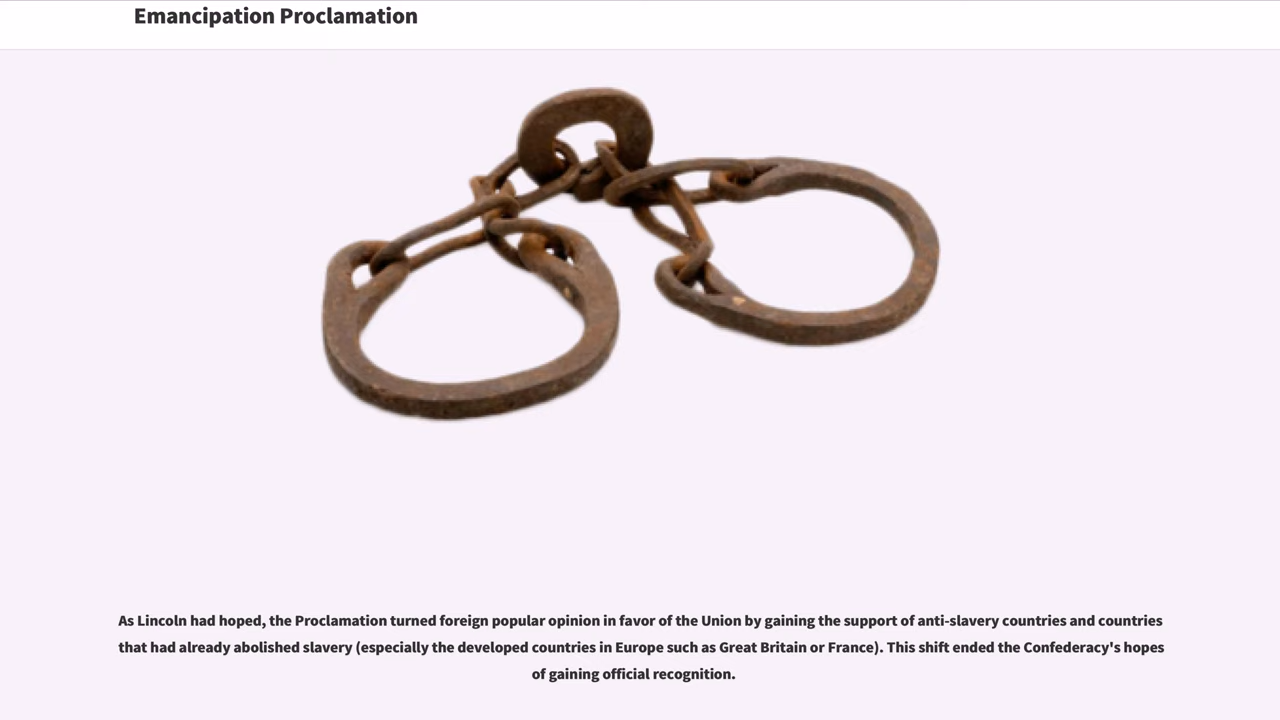 Emancipation Proclamation
As Lincoln had hoped, the Proclamation turned foreign popular opinion in favor of the Union by gaining the support of anti-slavery countries and countries
that had already abolished slavery (especially the developed countries in Europe such as Great Britain or France). This shift ended the Confederacy's hopes
of gaining official recognition.